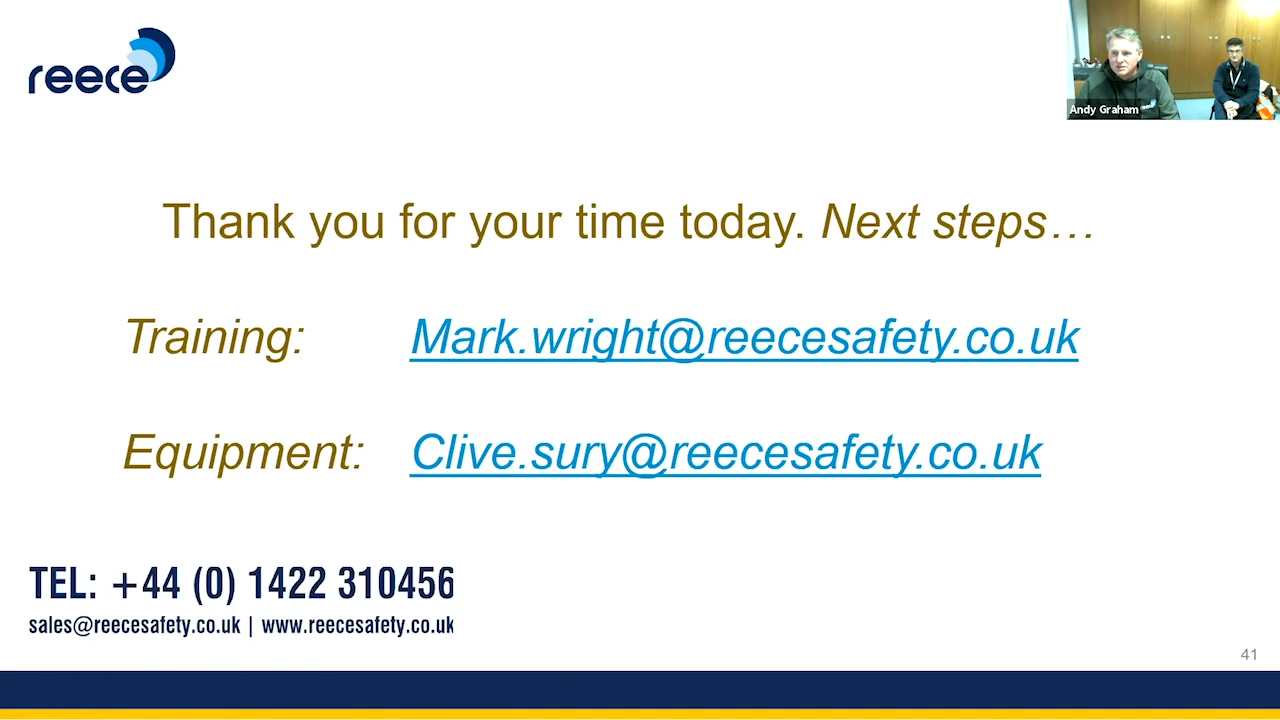 reece
Andy Graham
Thank you for your time today. Next steps…
Training: Mark.wright@reecesafety.co.uk
Equipment: Clive.sury@reecesafety.co.uk
TEL: +44 (0) 1422 310456
sales@reecesafety.co.uk | www.reecesafety.co.uk
41